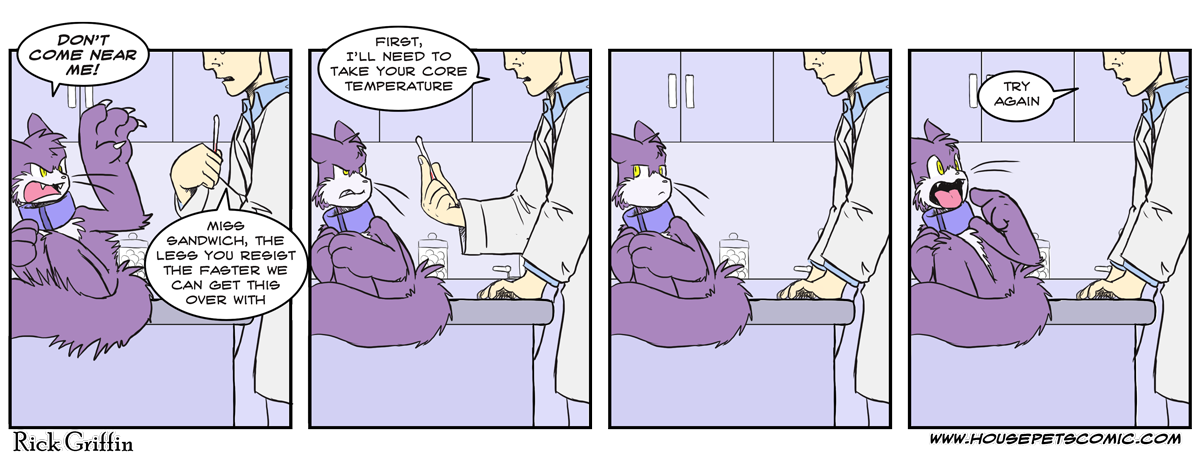 DON'T
COME NEAR
ME!
MISS
SANDWICH, THE
LESS YOU RESIST
THE FASTER WE
CAN GET THIS
OVER WITH
FIRST,
I'LL NEED TO
TAKE YOUR CORE
TEMPERATURE
TRY
AGAIN
Rick Griffin
WWW.HOUSEPETSCOMIC.COM